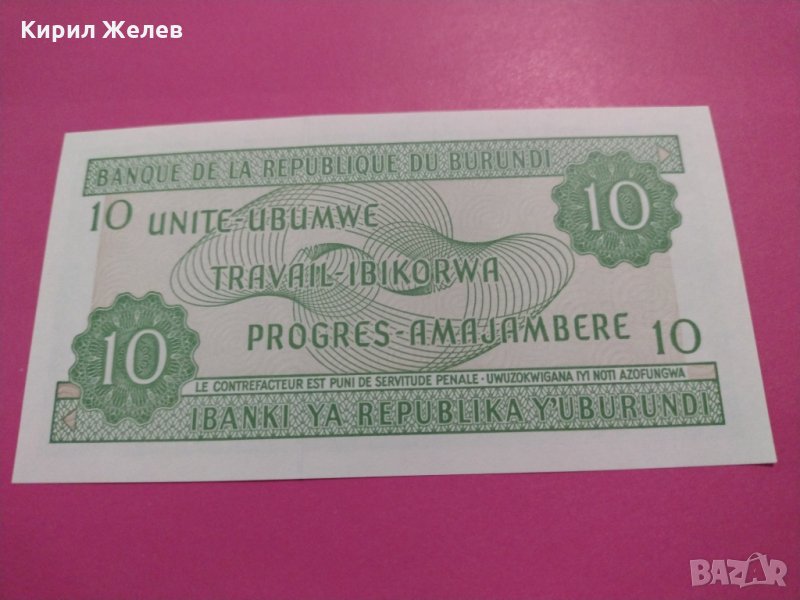 Кирил Желев
BANQUE DE LA REPUBLIQUE DU BURUNDI
10 UNITE-UBUMWE 10
TRAVAIL-IBIKORWA
10 PROGRES-AMAJAMBERE 10
LE CONTREFACTEUR EST PUNI DE SERVITUDE PENALE · UWUZOKWIGANA IYI NOTI AZOFUNGWA
IBANKI YA REPUBLIKA Y'UBURUNDI
BAZAR